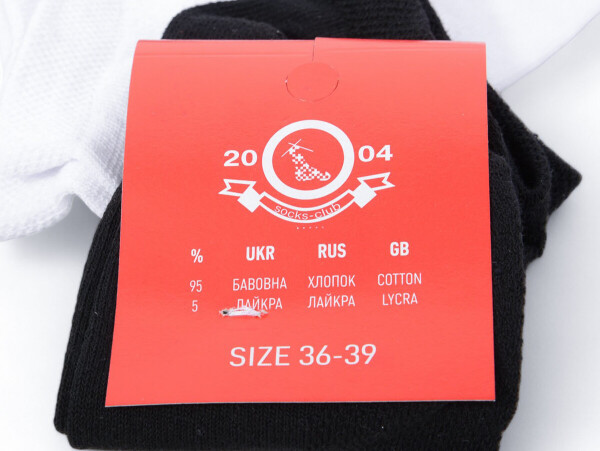 20 04
socks-club
% UKR RUS GB
95 БАВОВНА ХЛОПОК COTTON
5 ЛАЙКРА ЛАЙКРА LYCRA
SIZE 36-39